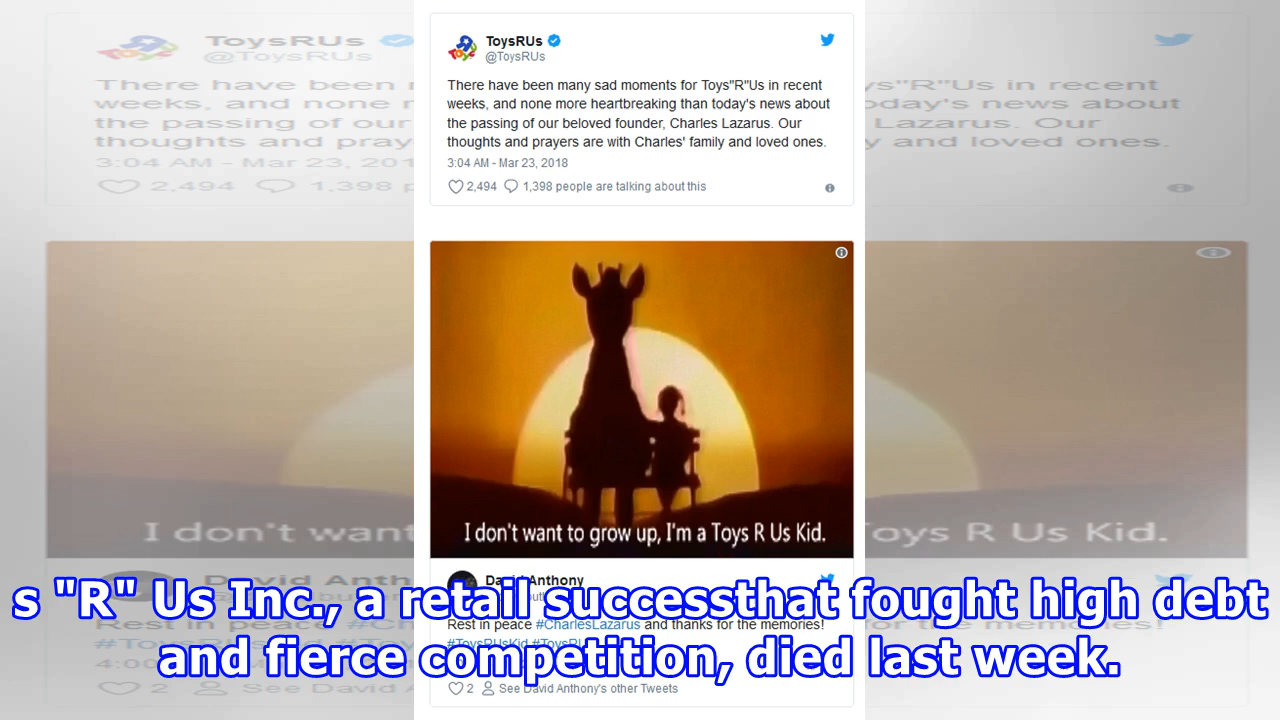 ToysRUs
@ToysRUs
There have been many sad moments for Toys"R"Us in recent
weeks, and none more heartbreaking than today's news about
the passing of our beloved founder, Charles Lazarus. Our
thoughts and prayers are with Charles' family and loved ones.
3:04 AM - Mar 23, 2018
2,494 1,398 people are talking about this
I don't want to grow up, I'm a Toys R Us Kid.
David Anthony
Rest in peace #CharlesLazarus and thanks for the memories!
#ToysRUsKid #ToysRU
s "R" Us Inc., a retail successthat fought high debt
and fierce competition, died last week.
2 See David Anthony's other Tweets